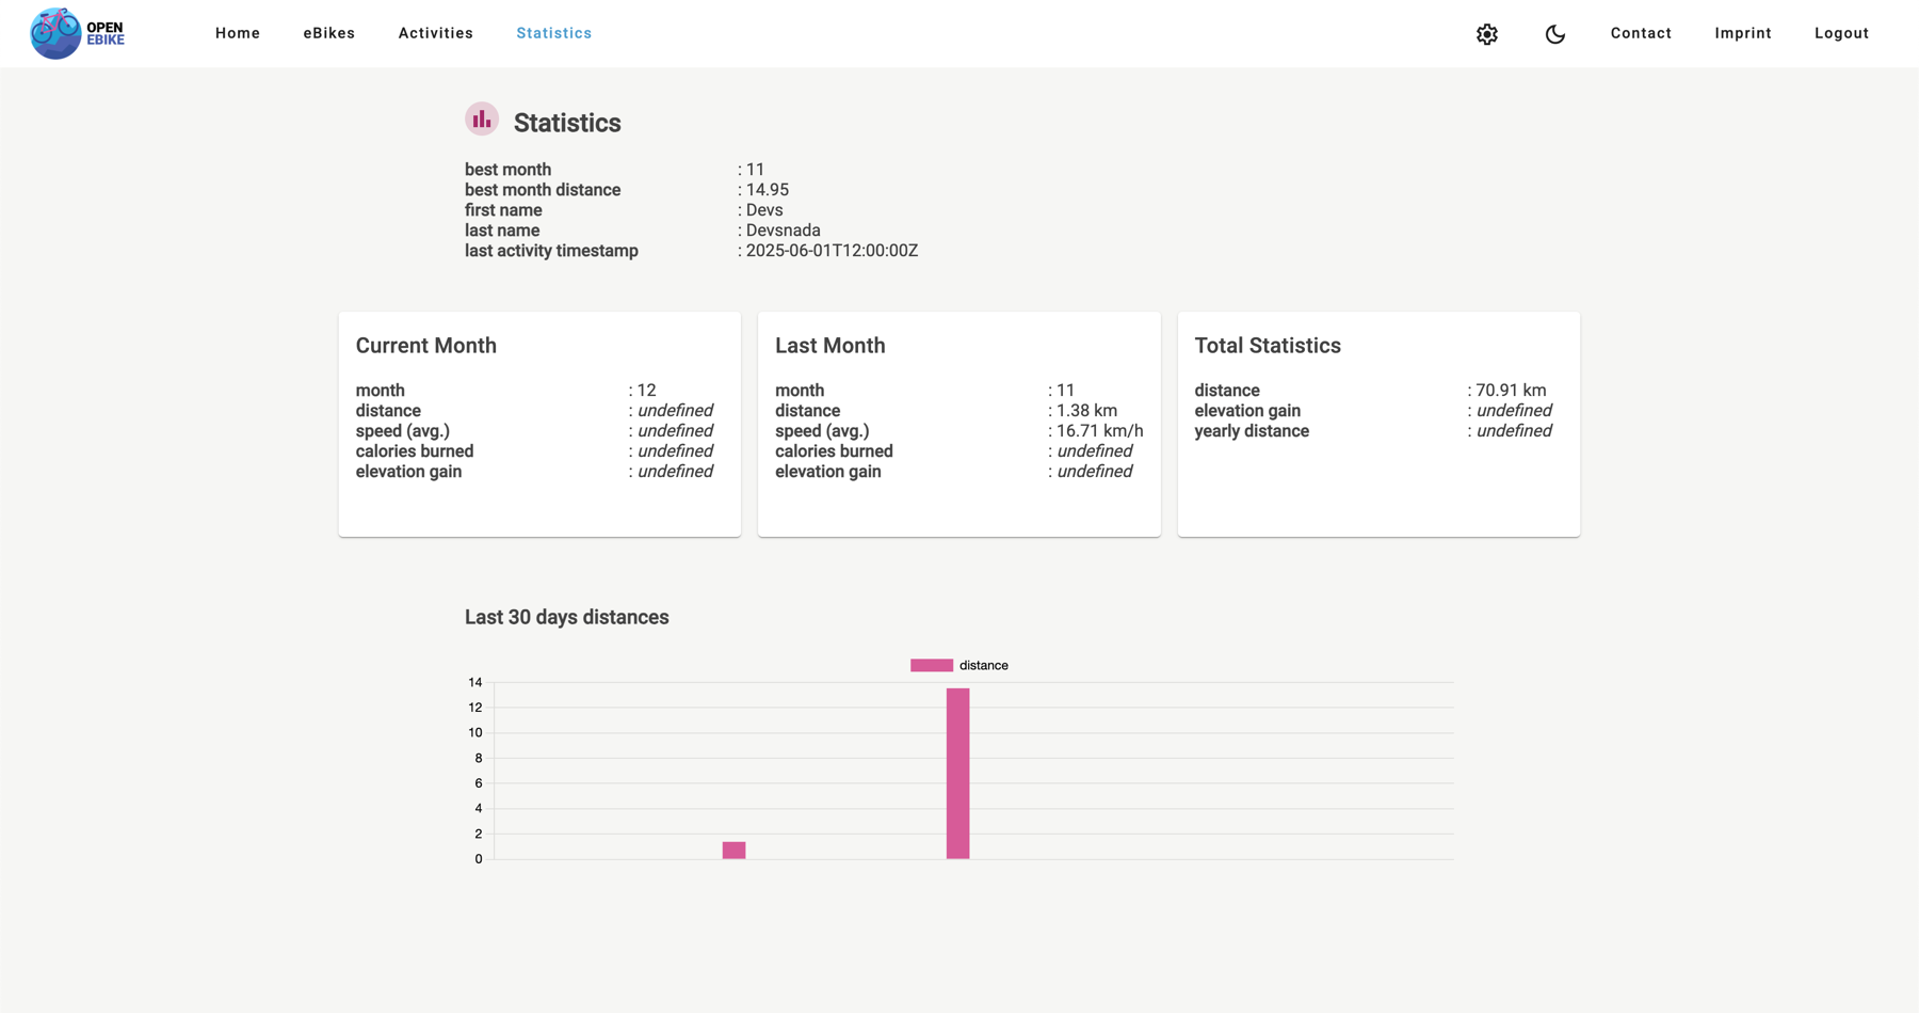 OPEN
EBIKE
Home eBikes Activities Statistics Contact Imprint Logout
Statistics
best month : 11
best month distance : 14.95
first name : Devs
last name : Devsnada
last activity timestamp : 2025-06-01T12:00:00Z
Current Month
month : 12
distance : undefined
speed (avg.) : undefined
calories burned : undefined
elevation gain : undefined
Last Month
month : 11
distance : 1.38 km
speed (avg.) : 16.71 km/h
calories burned : undefined
elevation gain : undefined
Total Statistics
distance : 70.91 km
elevation gain : undefined
yearly distance : undefined
Last 30 days distances
distance
14
12
10
8
6
4
2
0